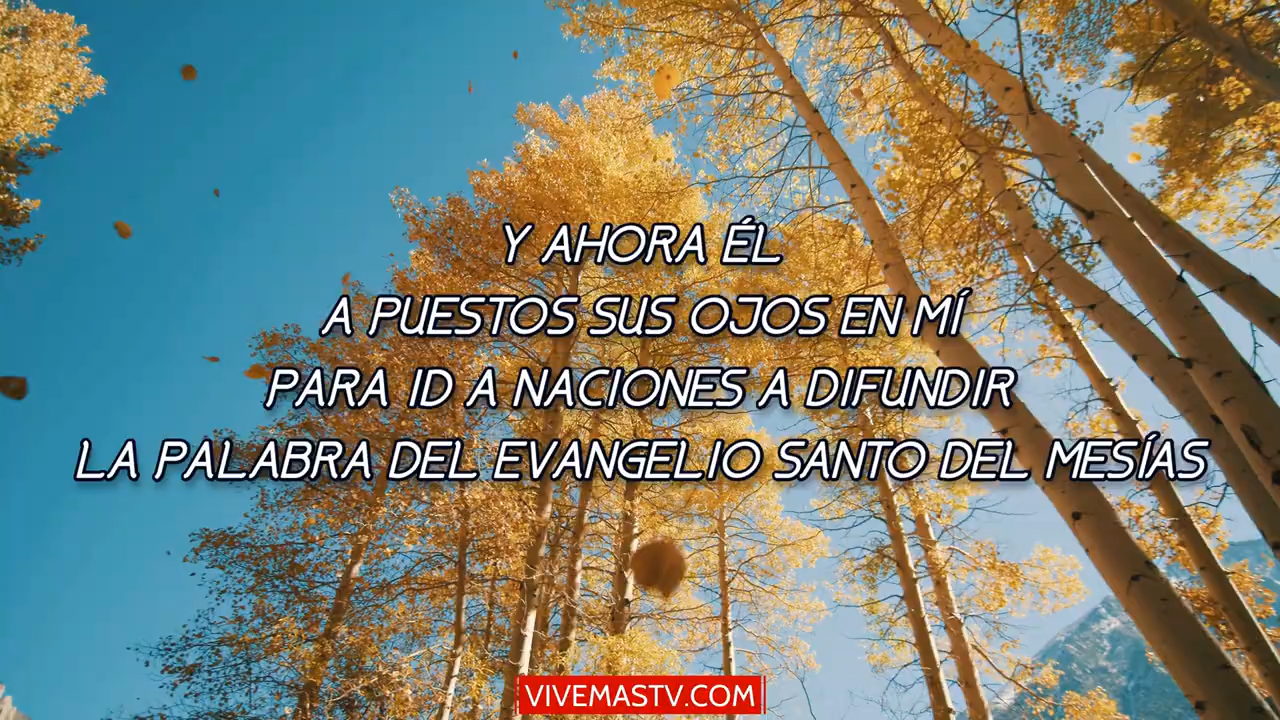 Y AHORA ÉL
A PUESTOS SUS OJOS EN MÍ
PARA ID A NACIONES A DIFUNDIR
LA PALABRA DEL EVANGELIO SANTO DEL MESÍAS
VIVEMASTV.COM